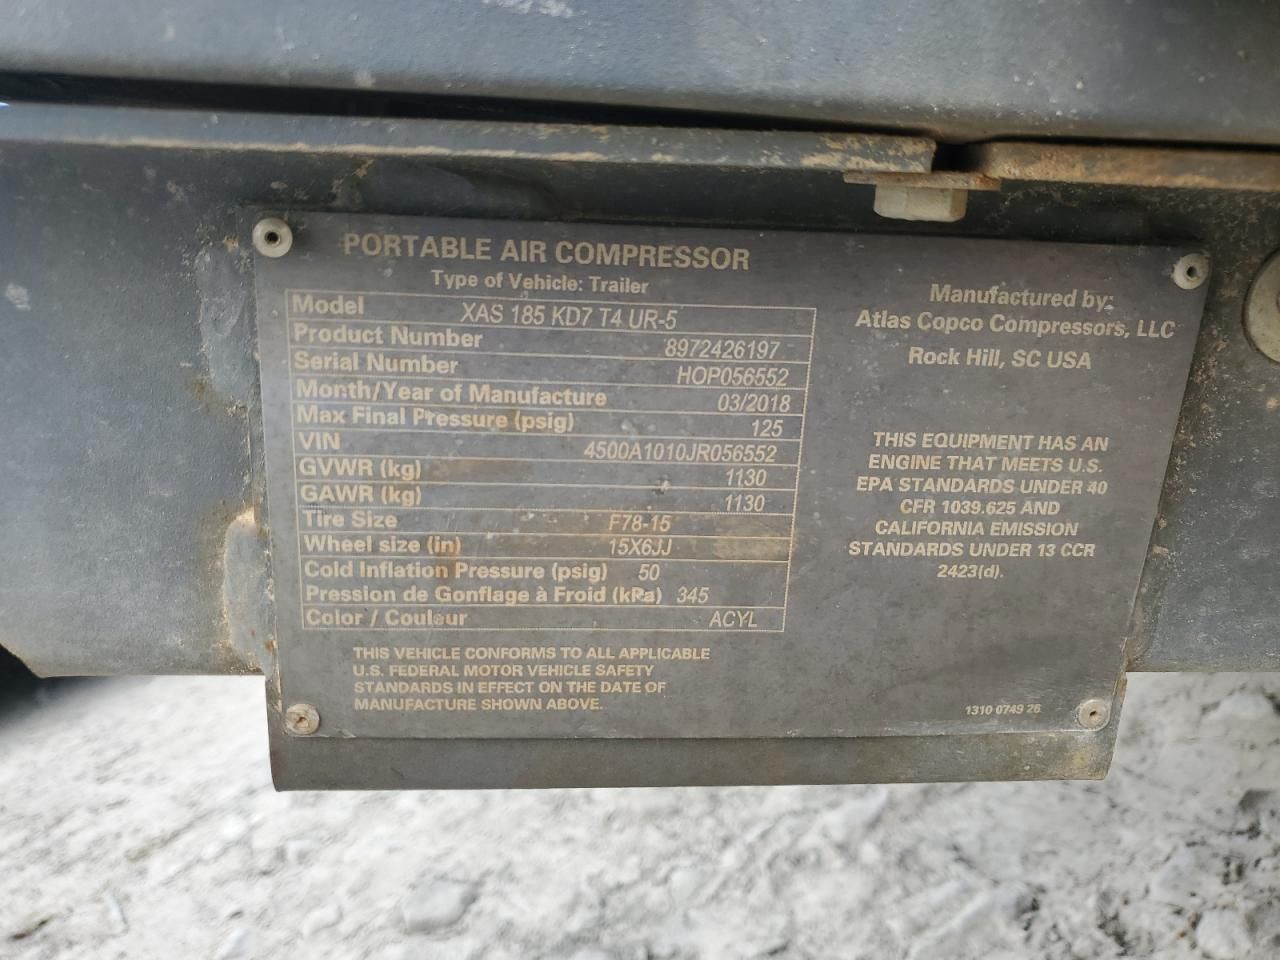 PORTABLE AIR COMPRESSOR
Type of Vehicle: Trailer
Model XAS 185 KD7 T4 UR-5
Product Number 8972426197
Serial Number HOP056552
Month/Year of Manufacture 03/2018
Max Final Pressure (psig) 125
VIN 4500A1010JR056552
GVWR (kg) 1130
GAWR (kg) 1130
Tire Size F78-15
Wheel size (in) 15X6JJ
Cold Inflation Pressure (psig) 50
Pression de Gonflage à Froid (kPa) 345
Color / Couleur ACYL
THIS VEHICLE CONFORMS TO ALL APPLICABLE
U.S. FEDERAL MOTOR VEHICLE SAFETY
STANDARDS IN EFFECT ON THE DATE OF
MANUFACTURE SHOWN ABOVE.
Manufactured by:
Atlas Copco Compressors, LLC
Rock Hill, SC USA
THIS EQUIPMENT HAS AN
ENGINE THAT MEETS U.S.
EPA STANDARDS UNDER 40
CFR 1039.625 AND
CALIFORNIA EMISSION
STANDARDS UNDER 13 CCR
2423(d).
1310 0749 26